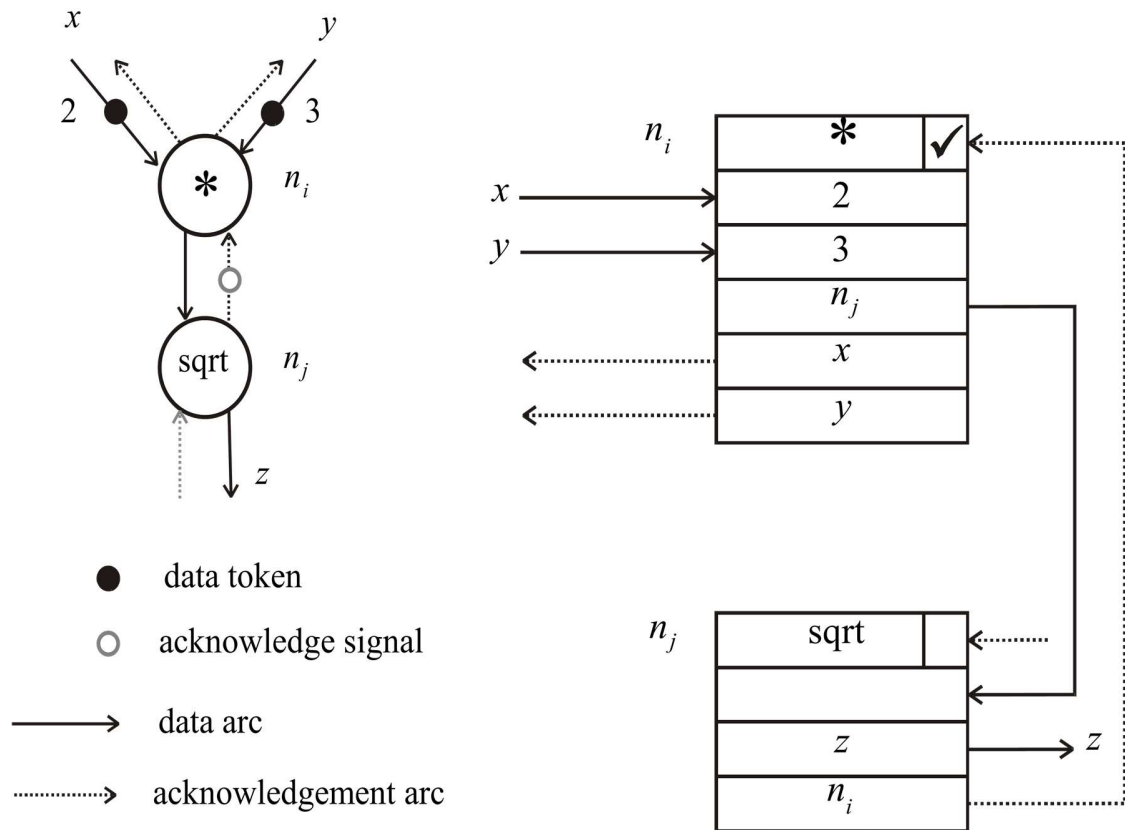 x
y
2
3
*
n_i
sqrt
n_j
z
data token
acknowledge signal
data arc
acknowledgement arc
n_i
* ✓
x
2
y
3
n_j
x
y
n_j
sqrt
z
z
n_i